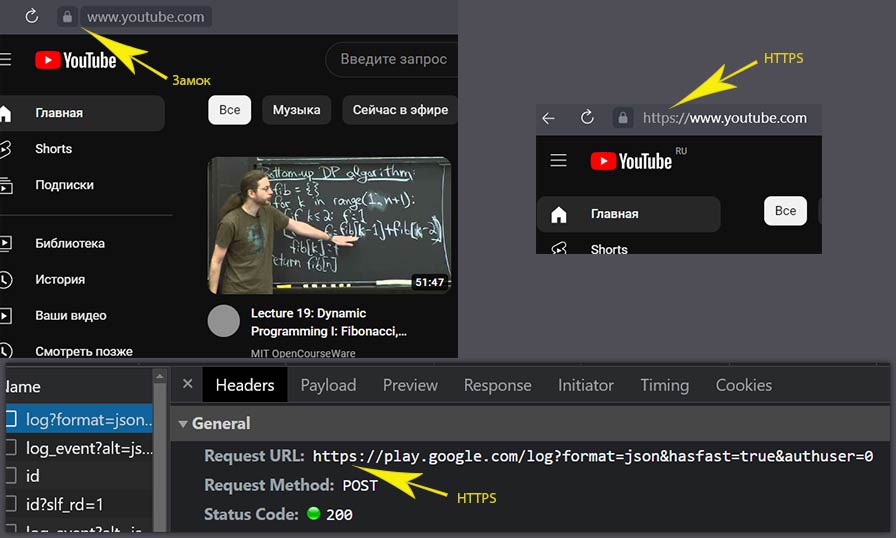 www.youtube.com
YouTube
Введите запрос
Замок
Главная
Все
Музыка
Сейчас в эфире
Shorts
Подписки
Библиотека
История
Ваши видео
Смотреть позже
Bottom-up DP algorithm:
fib = {}
for k in range(1, n+1):
if k≤2: f=1
f=fib[k-1]+fib[k-2]
fib[k]=f
return fib[n]
51:47
Lecture 19: Dynamic
Programming I: Fibonacci,...
MIT OpenCourseWare
HTTPS
https://www.youtube.com
YouTube RU
Главная
Все
Shorts
Name
log?format=json...
log_event?alt=js...
id
id?slf_rd=1
log_event?alt=js...
Headers
Payload
Preview
Response
Initiator
Timing
Cookies
General
Request URL: https://play.google.com/log?format=json&hasfast=true&authuser=0
Request Method: POST
HTTPS
Status Code: 200